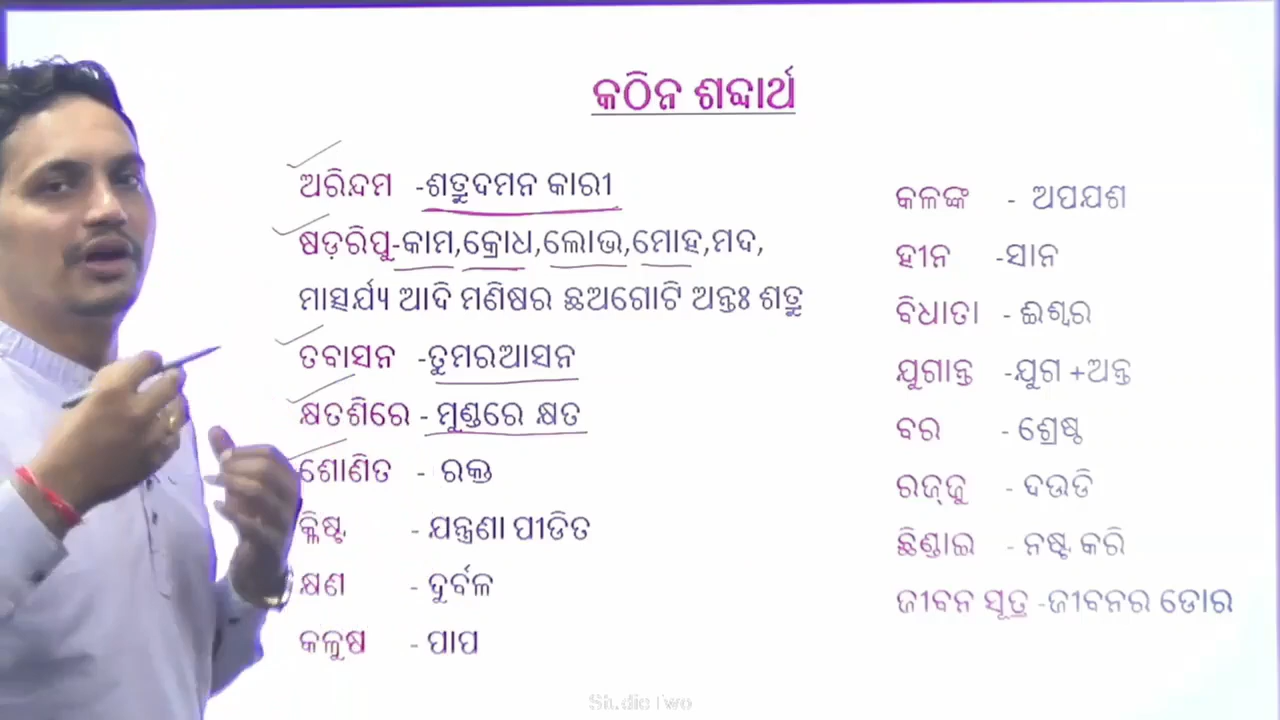 କଠିନ ଶବ୍ଦାର୍ଥ
ଅରିନ୍ଦମ -ଶତ୍ରୁଦମନ କାରୀ
ଷଡ଼ରିପୁ-କାମ,କ୍ରୋଧ,ଲୋଭ,ମୋହ,ମଦ,
ମାତ୍ସର୍ଯ୍ୟ ଆଦି ମଣିଷର ଛଅଗୋଟି ଅନ୍ତଃ ଶତ୍ରୁ
ତବାସନ -ତୁମରଆସନ
କ୍ଷତଶିରେ - ମୁଣ୍ଡରେ କ୍ଷତ
ଶୋଣିତ - ରକ୍ତ
କ୍ଳିଷ୍ଟ - ଯନ୍ତ୍ରଣା ପୀଡିତ
କ୍ଷଣ - ଦୁର୍ବଳ
କଳୁଷ - ପାପ
କଳଙ୍କ - ଅପଯଶ
ହୀନ -ସାନ
ବିଧାତା - ଈଶ୍ଵର
ଯୁଗାନ୍ତ -ଯୁଗ +ଅନ୍ତ
ବର - ଶ୍ରେଷ୍ଠ
ରଜ୍ଜୁ - ଦଉଡି
ଛିଣ୍ଡାଇ - ନଷ୍ଟ କରି
ଜୀବନ ସୂତ୍ର -ଜୀବନର ଡୋର